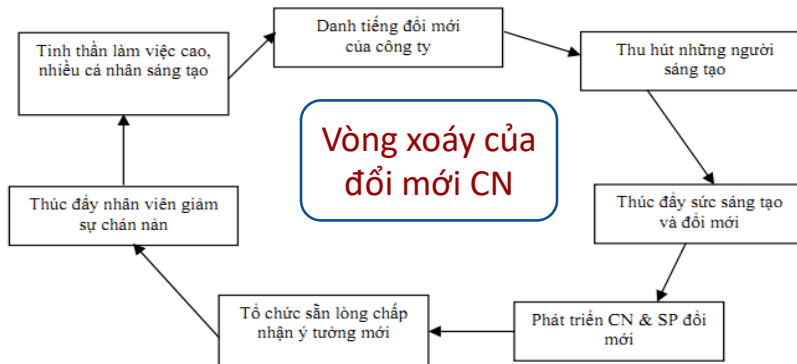 Danh tiếng đổi mới
của công ty
Thu hút những người
sáng tạo
Thúc đẩy sức sáng tạo
và đổi mới
Phát triển CN & SP đổi
mới
Tổ chức sẵn lòng chấp
nhận ý tưởng mới
Thúc đẩy nhân viên giảm
sự chán nản
Tinh thần làm việc cao,
nhiều cá nhân sáng tạo
Vòng xoáy của
đổi mới CN